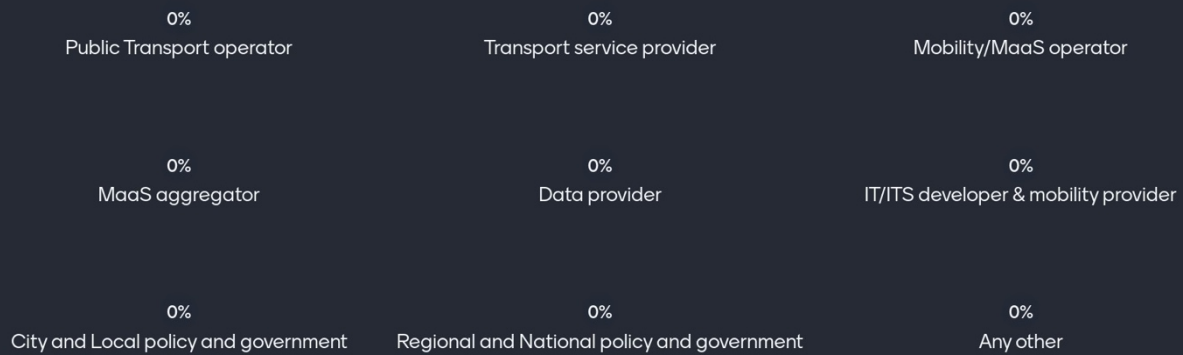 0% 0% 0%
Public Transport operator Transport service provider Mobility/MaaS operator
0% 0% 0%
MaaS aggregator Data provider IT/ITS developer & mobility provider
0% 0% 0%
City and Local policy and government Regional and National policy and government Any other